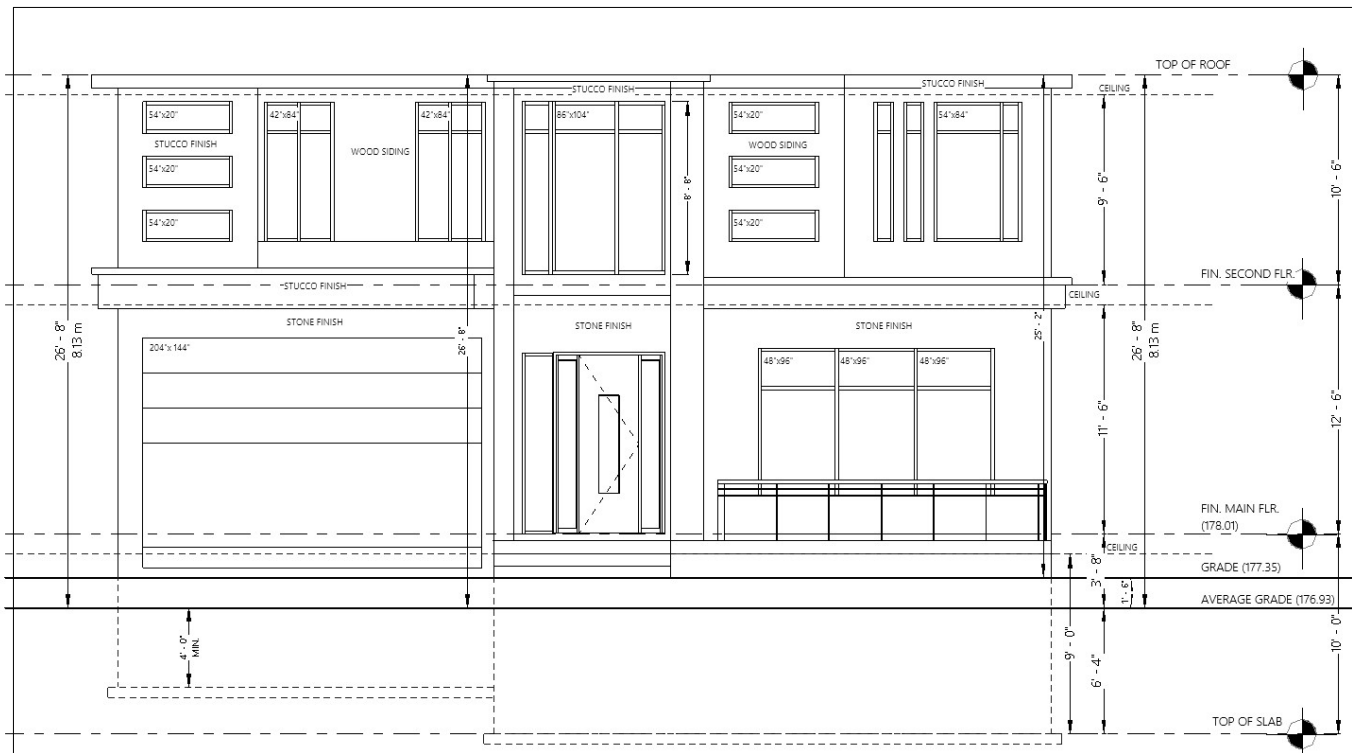 TOP OF ROOF
STUCCO FINISH
STUCCO FINISH
CEILING
54"x20"
42"x84"
42"x84"
86"x104"
54"x20"
54"x84"
STUCCO FINISH
WOOD SIDING
WOOD SIDING
54"x20"
54"x20"
8' - 8"
9' - 6"
10' - 6"
54"x20"
54"x20"
FIN. SECOND FLR.
STUCCO FINISH
CEILING
STONE FINISH
STONE FINISH
STONE FINISH
26' - 8"
8.13 m
26' - 8"
25' - 2"
26' - 8"
8.13 m
204"x 144"
48"x96"
48"x96"
48"x96"
11' - 6"
12' - 6"
FIN. MAIN FLR.
(178.01)
CEILING
GRADE (177.35)
3' - 8"
1' - 6"
AVERAGE GRADE (176.93)
4' - 0"
MIN.
9' - 0"
6' - 4"
10' - 0"
TOP OF SLAB